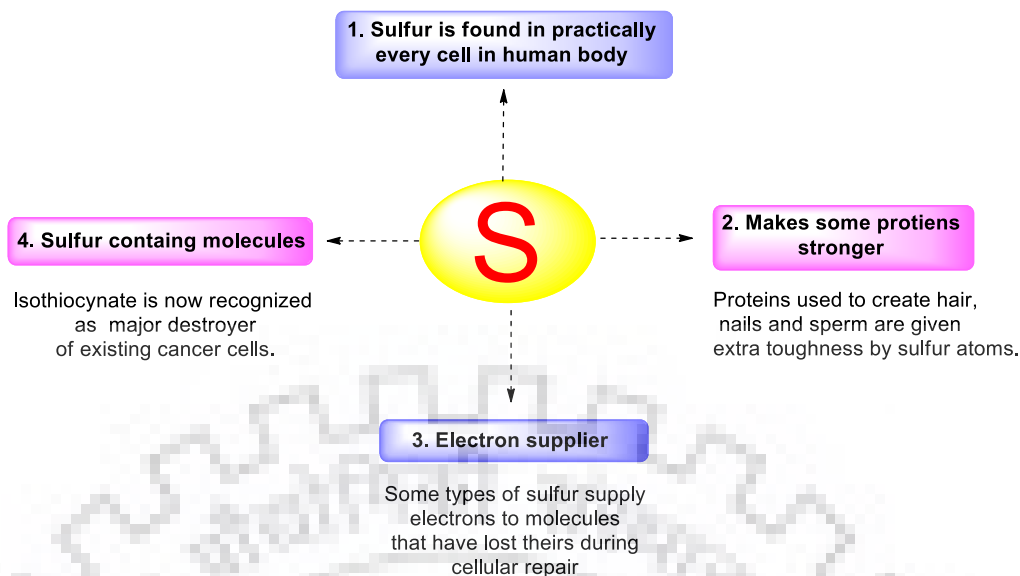 1. Sulfur is found in practically
every cell in human body
S
2. Makes some protiens
stronger
Proteins used to create hair,
nails and sperm are given
extra toughness by sulfur atoms.
3. Electron supplier
Some types of sulfur supply
electrons to molecules
that have lost theirs during
cellular repair
4. Sulfur containg molecules
Isothiocynate is now recognized
as major destroyer
of existing cancer cells.